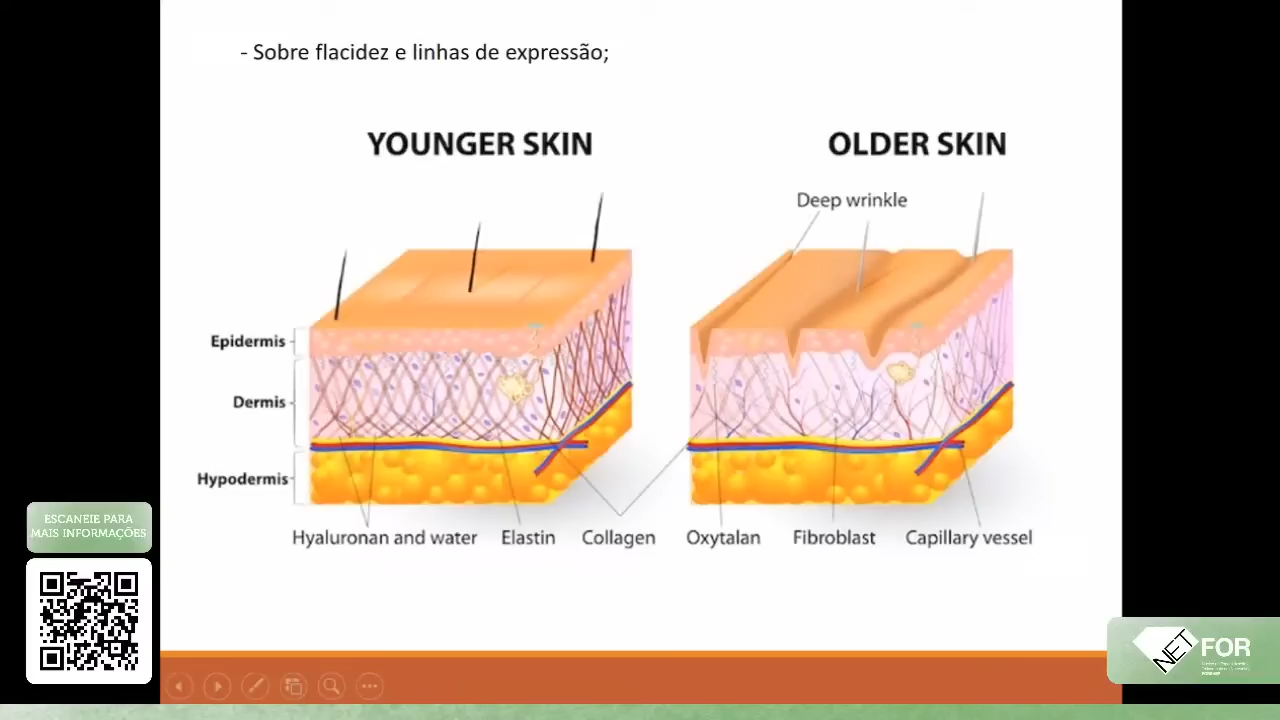 - Sobre flacidez e linhas de expressão;
YOUNGER SKIN
OLDER SKIN
Deep wrinkle
Epidermis
Dermis
Hypodermis
Hyaluronan and water
Elastin
Collagen
Oxytalan
Fibroblast
Capillary vessel
ESCANEIE PARA
MAIS INFORMAÇÕES
NET
FOR